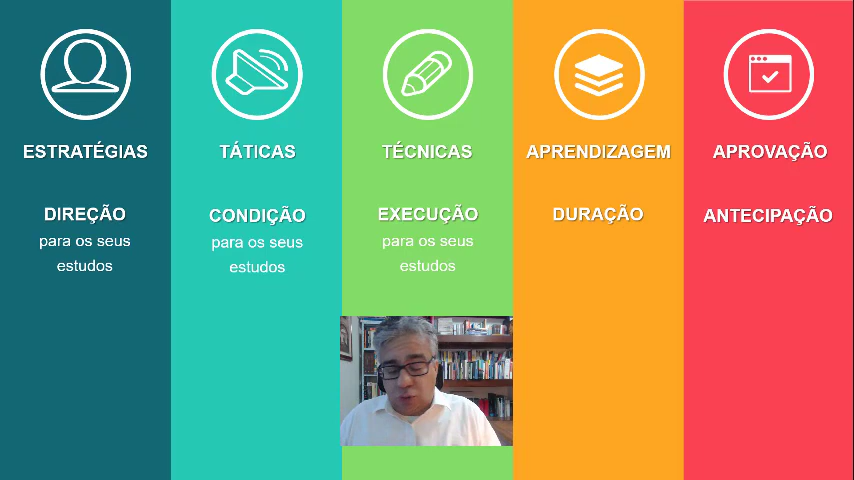 ESTRATÉGIAS
DIREÇÃO
para os seus
estudos
TÁTICAS
CONDIÇÃO
para os seus
estudos
TÉCNICAS
EXECUÇÃO
para os seus
estudos
APRENDIZAGEM
DURAÇÃO
APROVAÇÃO
ANTECIPAÇÃO